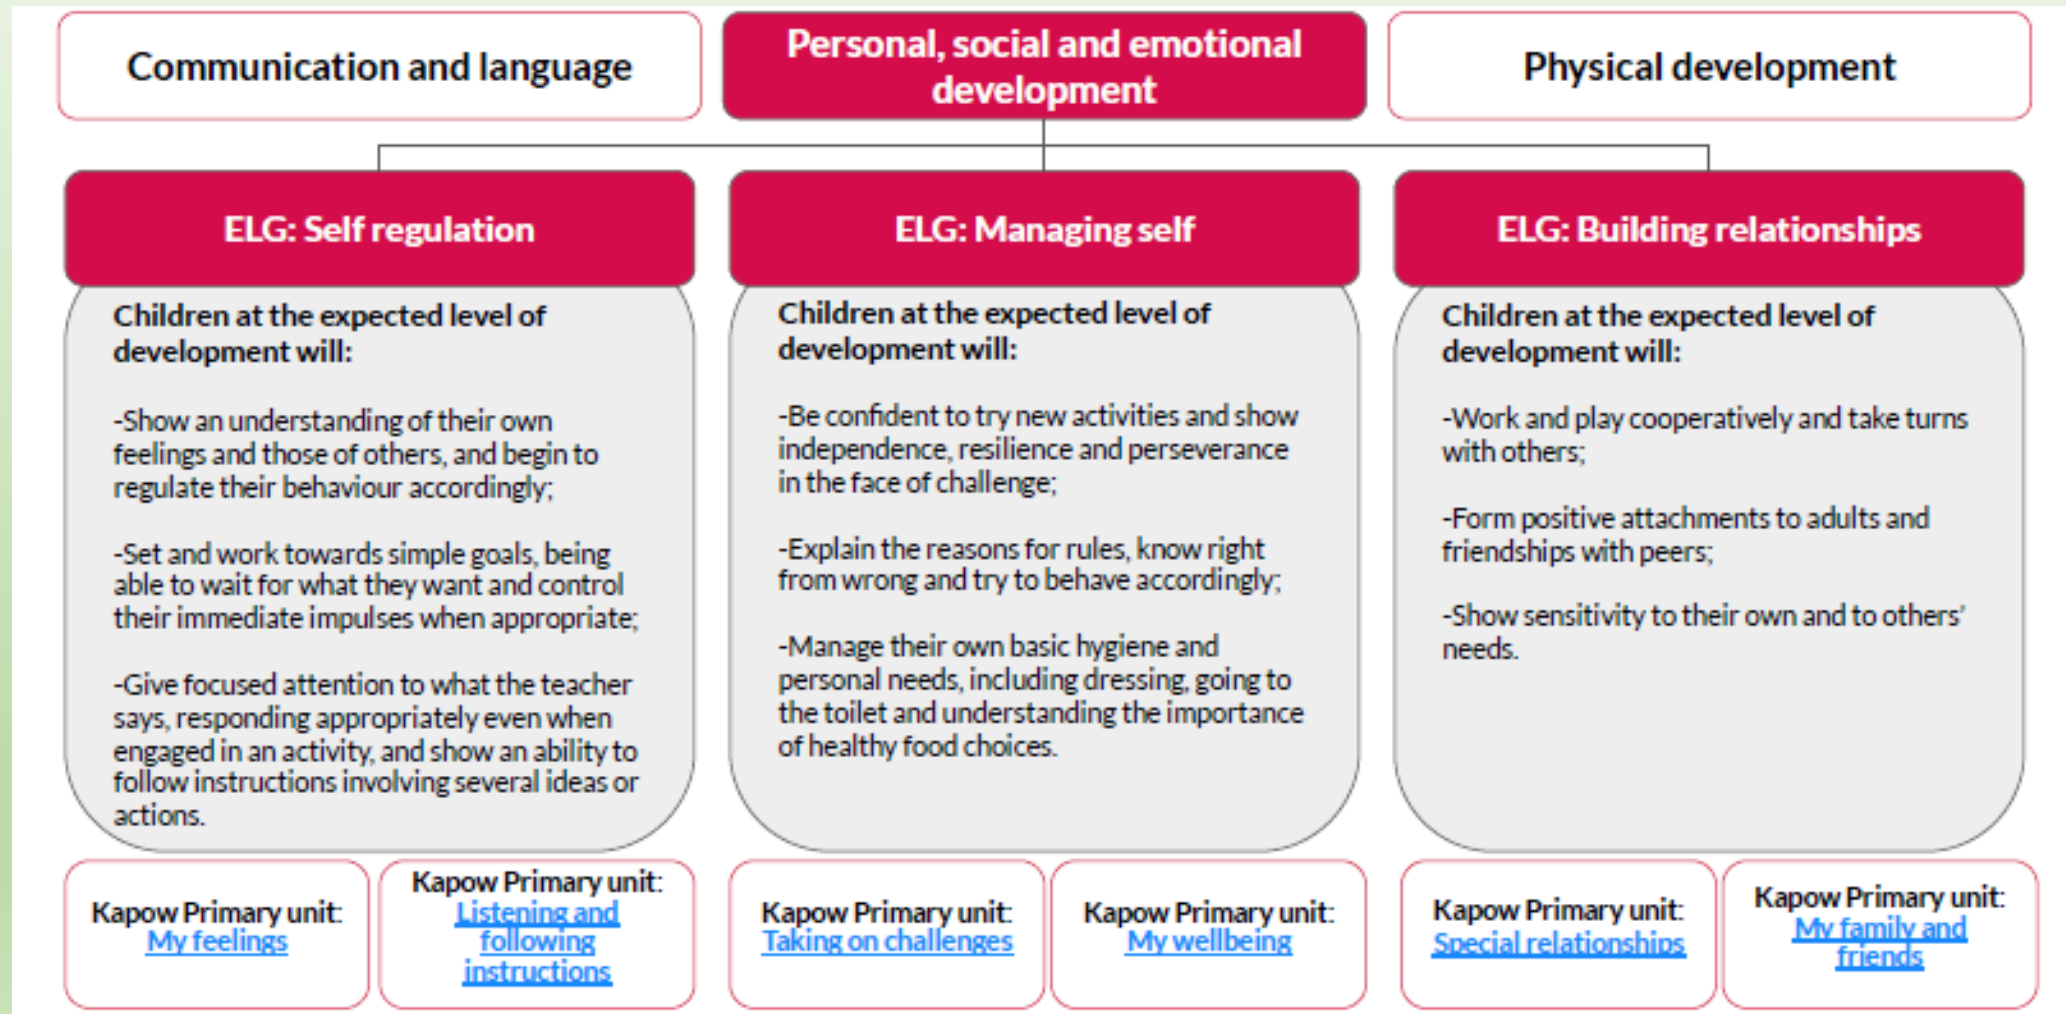 Communication and language
Personal, social and emotional
development
Physical development
ELG: Self regulation
Children at the expected level of
development will:
-Show an understanding of their own
feelings and those of others, and begin to
regulate their behaviour accordingly;
-Set and work towards simple goals, being
able to wait for what they want and control
their immediate impulses when appropriate;
-Give focused attention to what the teacher
says, responding appropriately even when
engaged in an activity, and show an ability to
follow instructions involving several ideas or
actions.
Kapow Primary unit:
My feelings
Kapow Primary unit:
Listening and
following
instructions
ELG: Managing self
Children at the expected level of
development will:
-Be confident to try new activities and show
independence, resilience and perseverance
in the face of challenge;
-Explain the reasons for rules, know right
from wrong and try to behave accordingly;
-Manage their own basic hygiene and
personal needs, including dressing, going to
the toilet and understanding the importance
of healthy food choices.
Kapow Primary unit:
Taking on challenges
Kapow Primary unit:
My wellbeing
ELG: Building relationships
Children at the expected level of
development will:
-Work and play cooperatively and take turns
with others;
-Form positive attachments to adults and
friendships with peers;
-Show sensitivity to their own and to others’
needs.
Kapow Primary unit:
Special relationships
Kapow Primary unit:
My family and
friends